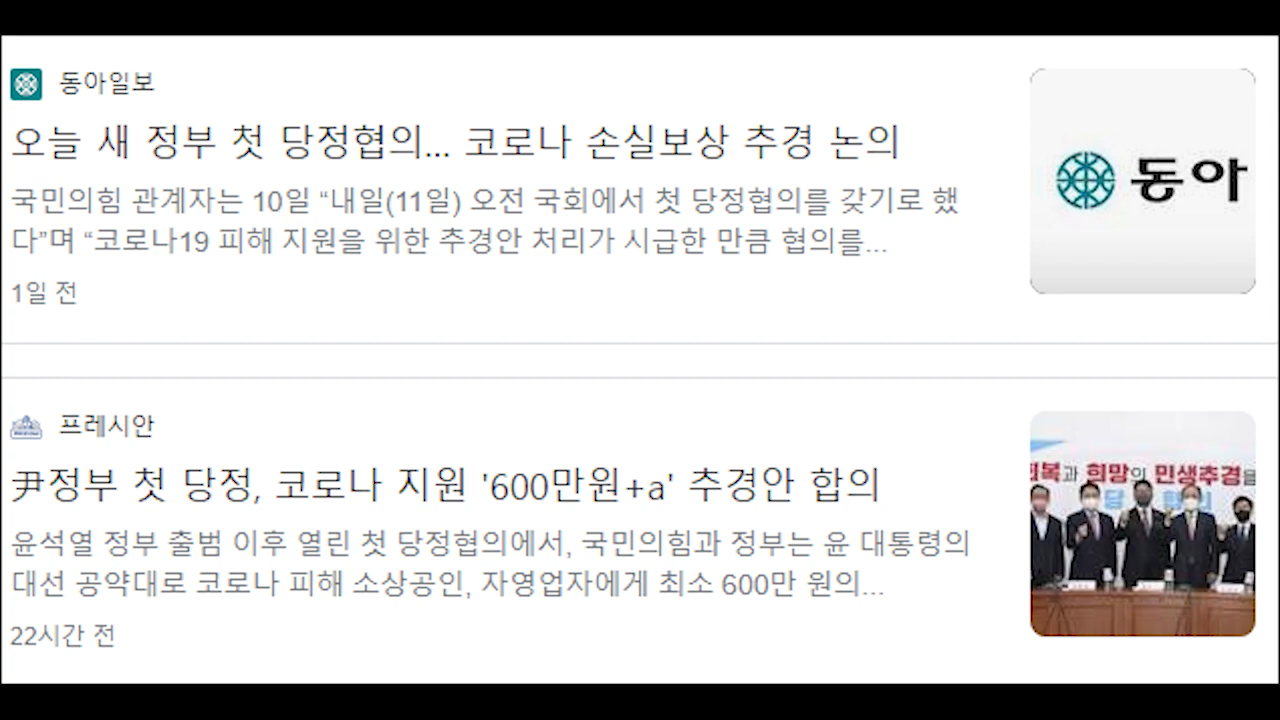 동아일보
오늘 새 정부 첫 당정협의... 코로나 손실보상 추경 논의
국민의힘 관계자는 10일 “내일(11일) 오전 국회에서 첫 당정협의를 갖기로 했
다”며 “코로나19 피해 지원을 위한 추경안 처리가 시급한 만큼 협의를...
1일 전
동아
프레시안
尹정부 첫 당정, 코로나 지원 '600만원+a' 추경안 합의
윤석열 정부 출범 이후 열린 첫 당정협의에서, 국민의힘과 정부는 윤 대통령의
대선 공약대로 코로나 피해 소상공인, 자영업자에게 최소 600만 원의...
22시간 전
회복과 희망의 민생추경을
당